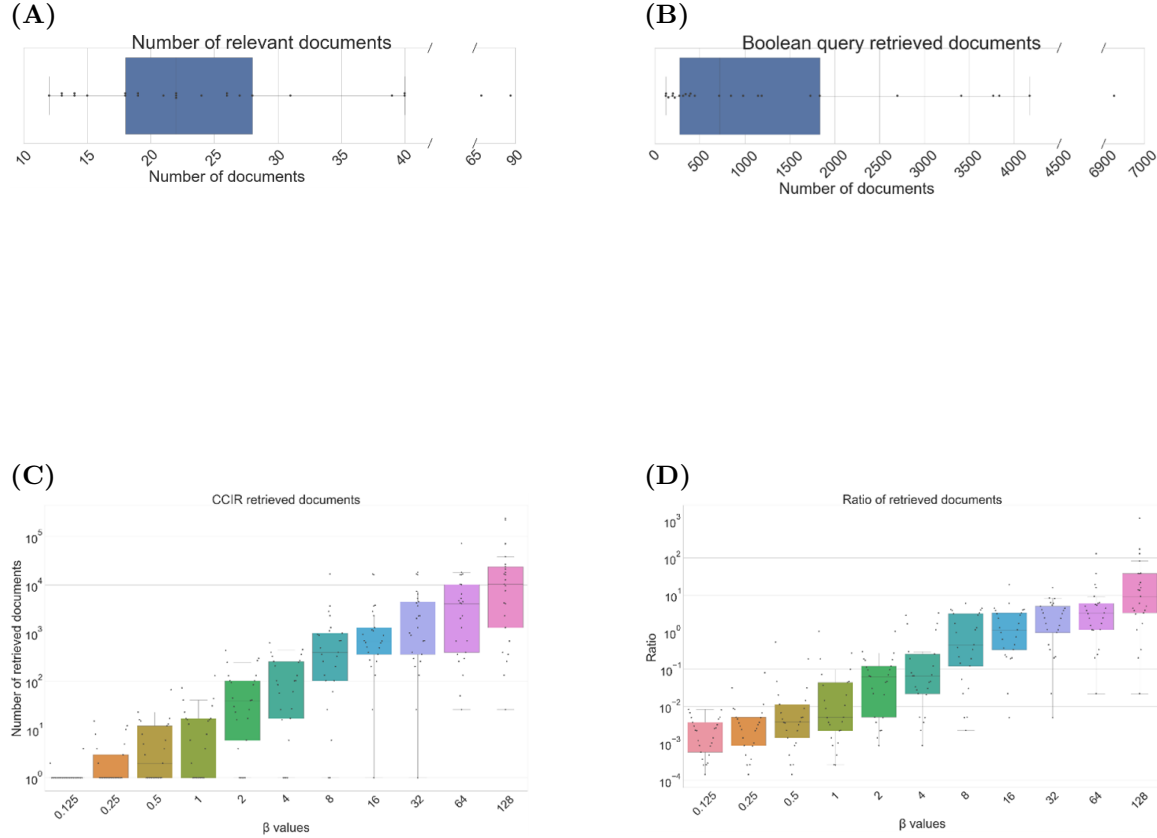 (A)
Number of relevant documents
10 15 20 25 30 35 40 65 90
Number of documents
(B)
Boolean query retrieved documents
0 500 1000 1500 2000 2500 3000 3500 4000 4500 6900 7000
Number of documents
(C)
CCIR retrieved documents
Number of retrieved documents
10^5
10^4
10^3
10^2
10^1
10^0
0.125 0.25 0.5 1 2 4 8 16 32 64 128
β values
(D)
Ratio of retrieved documents
Ratio
10^3
10^2
10^1
10^0
10^-1
10^-2
10^-3
10^-4
0.125 0.25 0.5 1 2 4 8 16 32 64 128
β values